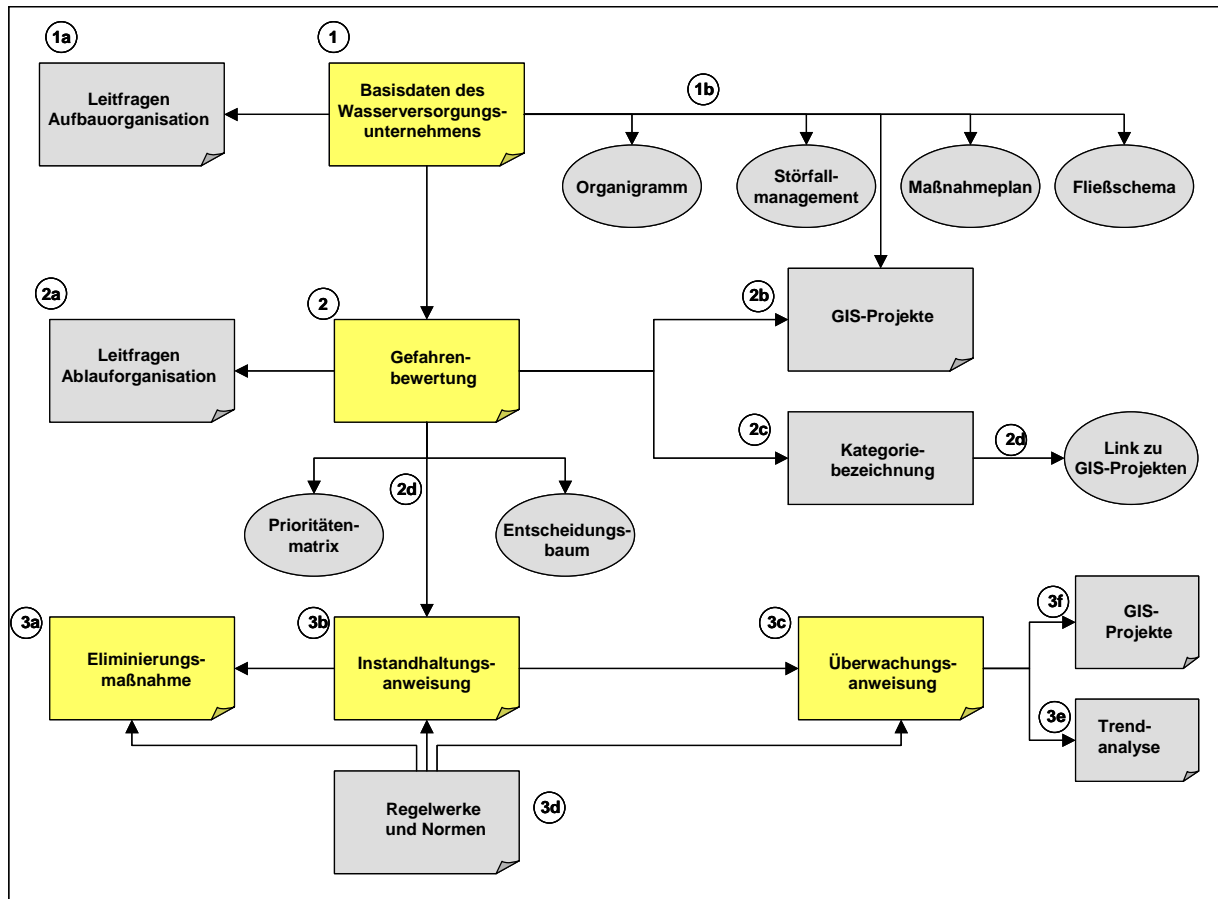 1a
1
Leitfragen
Aufbauorganisation
Basisdaten des
Wasserversorgungs-
unternehmens
1b
Organigramm
Störfall-
management
Maßnahmeplan
Fließschema
2a
2
2b
Leitfragen
Ablauforganisation
Gefahren-
bewertung
GIS-Projekte
2c
Kategorie-
bezeichnung
2d
Link zu
GIS-Projekten
2d
Prioritäten-
matrix
Entscheidungs-
baum
3a
3b
3c
3f
Eliminierungs-
maßnahme
Instandhaltungs-
anweisung
Überwachungs-
anweisung
GIS-
Projekte
3e
Trend-
analyse
Regelwerke
und Normen
3d